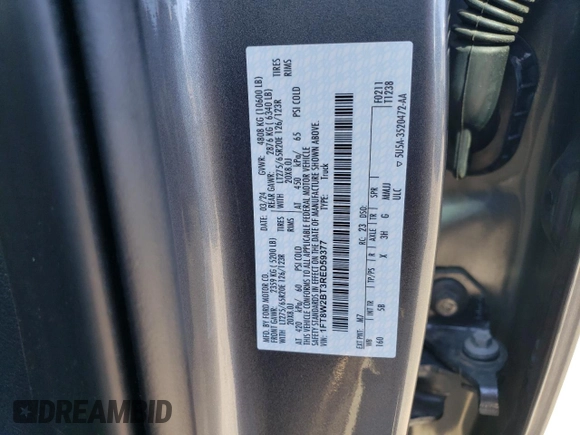 MFD. BY FORD MOTOR CO.
DATE: 03/24 GVWR: 4808 KG (10600 LB)
FRONT GAWR: 2359 KG (5200 LB) REAR GAWR: 2876 KG (6340 LB)
WITH LT275/65R20E 126/123R TIRES WITH LT275/65R20E 126/123R TIRES
20X8.0J RIMS 20X8.0J RIMS
AT 420 kPa/ 60 PSI COLD AT 450 kPa/ 65 PSI COLD
THIS VEHICLE CONFORMS TO ALL APPLICABLE FEDERAL MOTOR VEHICLE
SAFETY STANDARDS IN EFFECT ON THE DATE OF MANUFACTURE SHOWN ABOVE.
VIN: 1FT8W2BT3RED59377 TYPE: Truck
F0211
T1238
EXT PNT: M7 RC: 23 DSO:
WB INT TR TP/PS R AXLE TR SPR
160 5B X 3H G MMJJ
ULC
▽ 5U5A-3520472-AA
DREAMBID